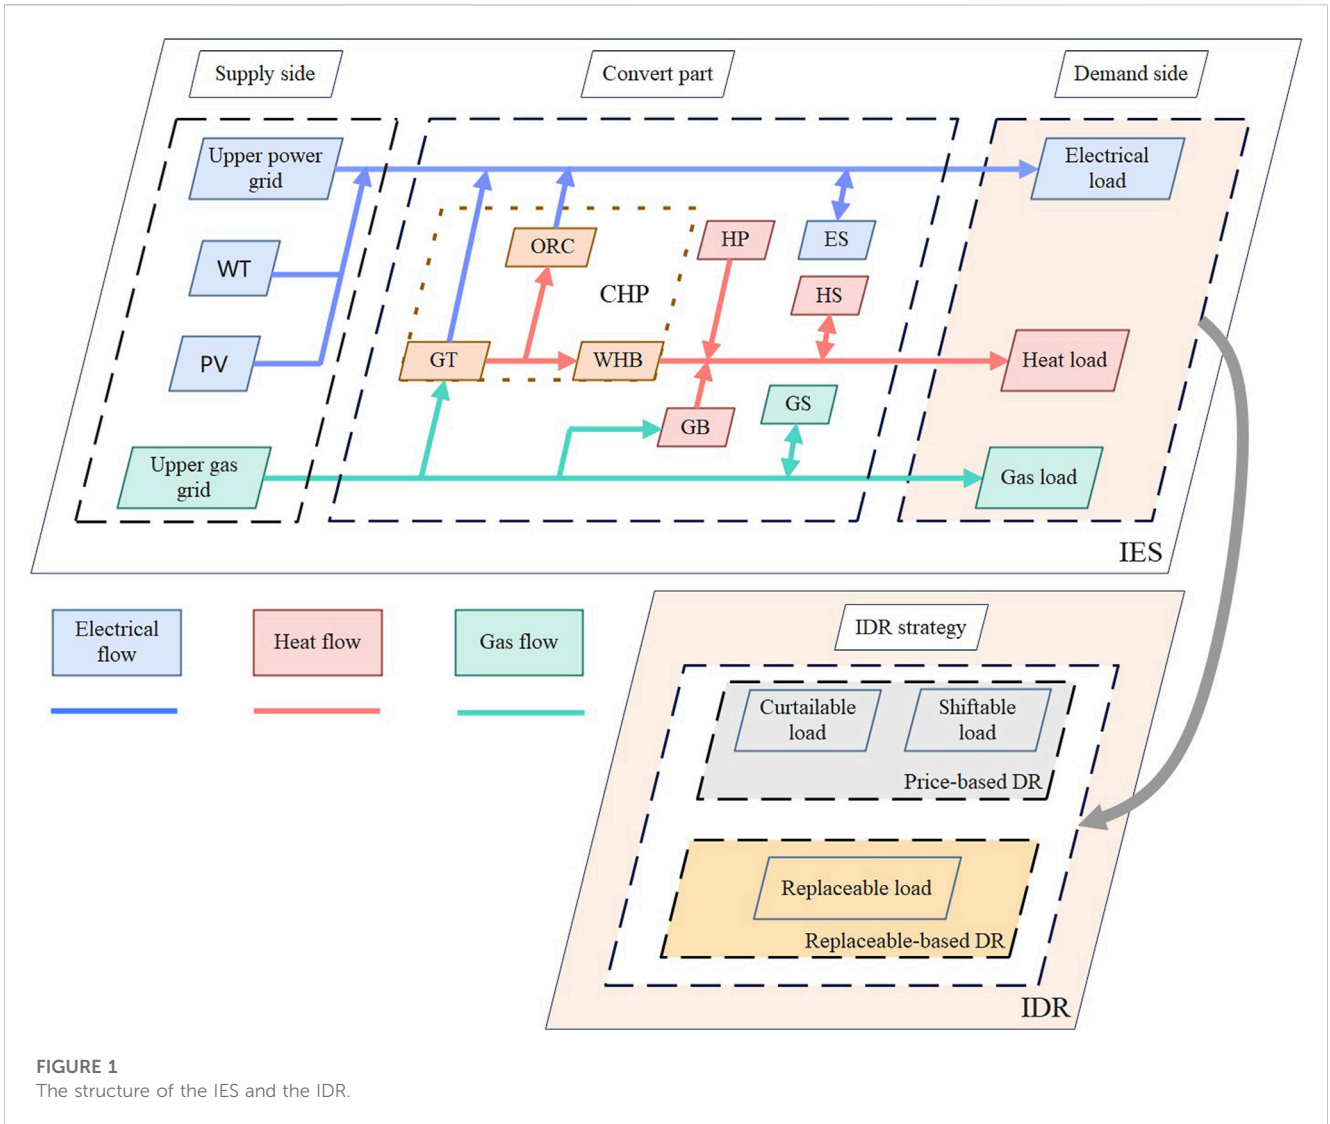 Supply side
Convert part
Demand side
Upper power
grid
Electrical
load
WT
ORC
HP
ES
CHP
HS
PV
GT
WHB
Heat load
GS
GB
Upper gas
grid
Gas load
IES
Electrical
flow
Heat flow
Gas flow
IDR strategy
Curtailable
load
Shiftable
load
Price-based DR
Replaceable load
Replaceable-based DR
IDR
FIGURE 1
The structure of the IES and the IDR.